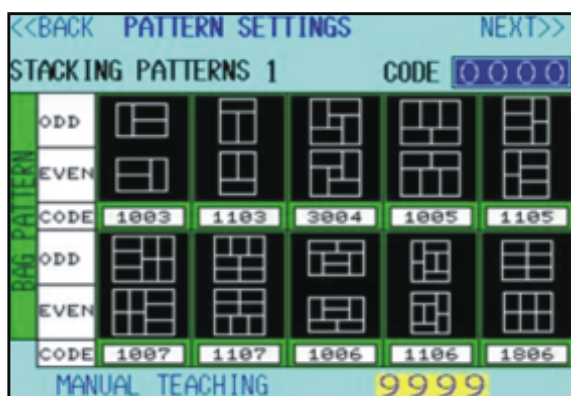 <<BACK PATTERN SETTINGS NEXT>>
STACKING PATTERNS 1 CODE 0000
BAG PATTERN
ODD
EVEN
CODE 1003 1103 3004 1005 1105
ODD
EVEN
CODE 1007 1107 1006 1106 1806
MANUAL TEACHING 9999